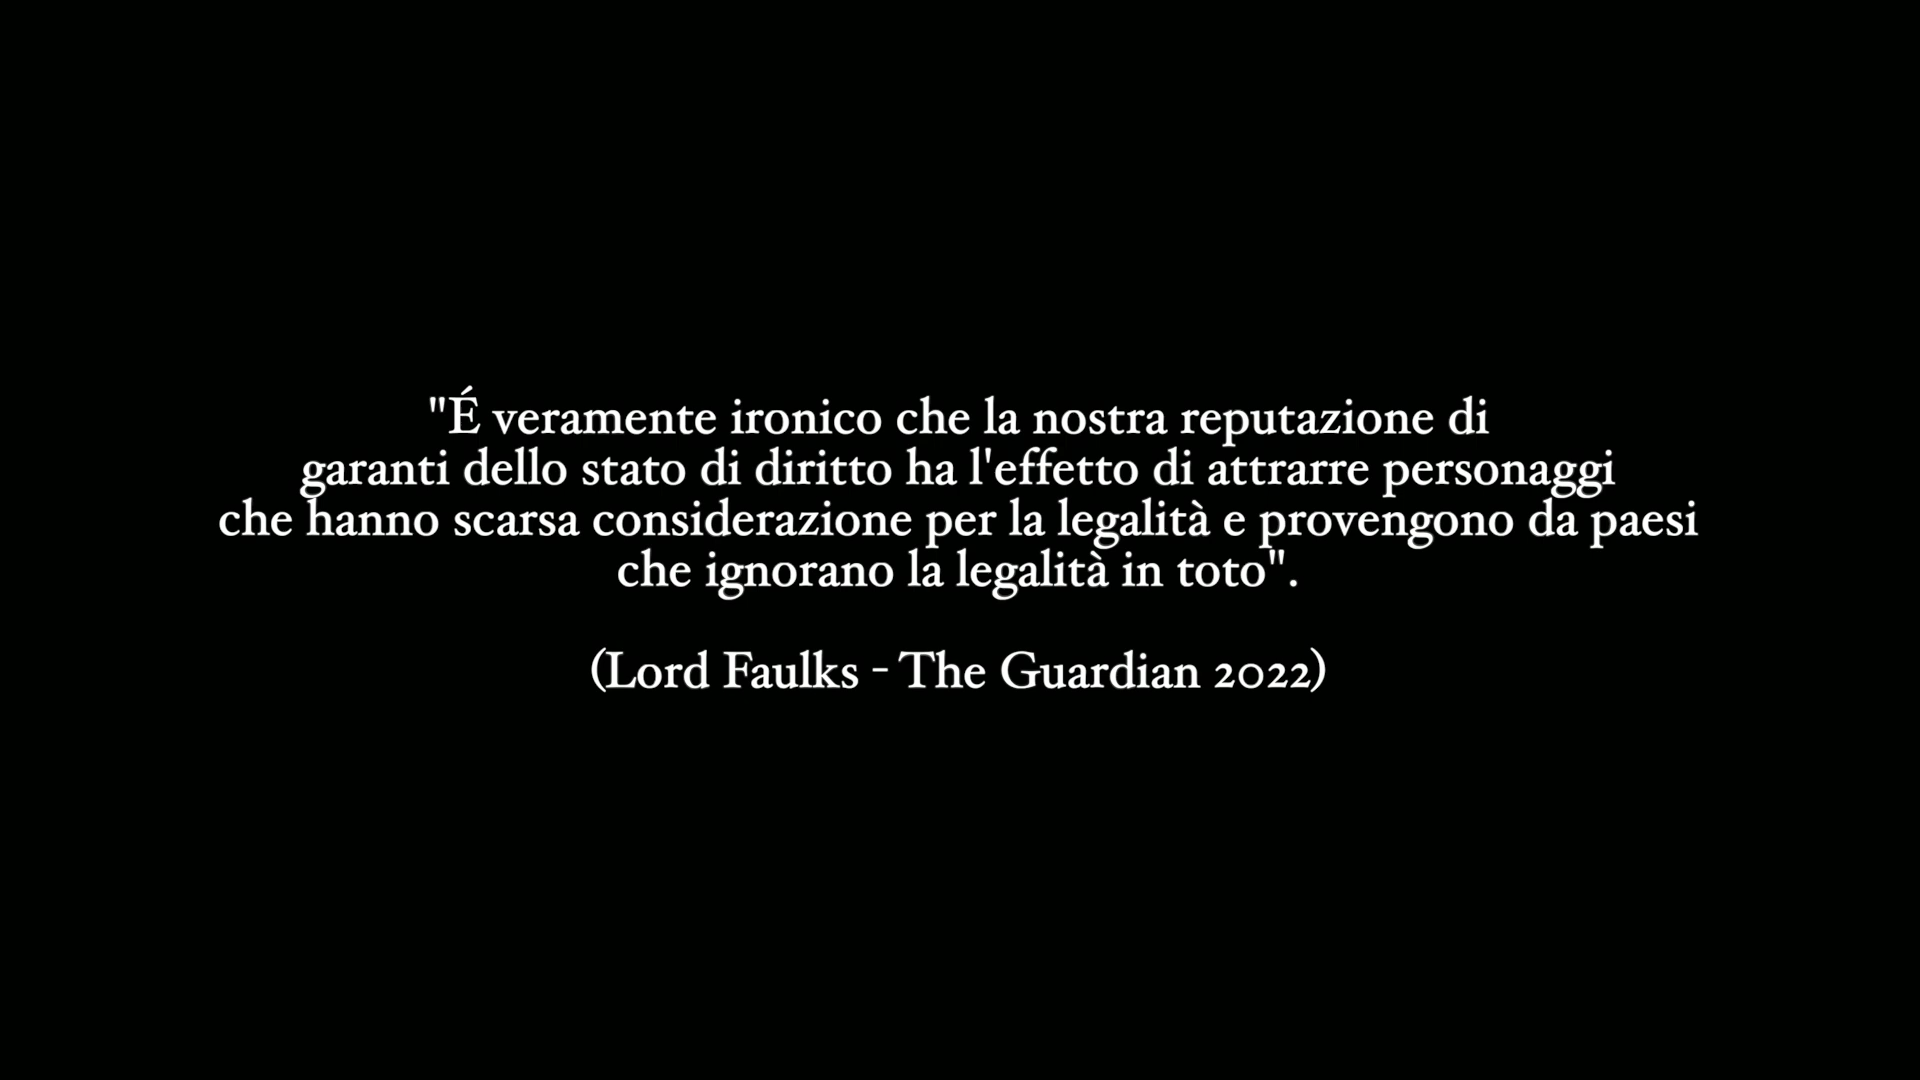 "É veramente ironico che la nostra reputazione di
garanti dello stato di diritto ha l'effetto di attrarre personaggi
che hanno scarsa considerazione per la legalità e provengono da paesi
che ignorano la legalità in toto".
(Lord Faulks - The Guardian 2022)